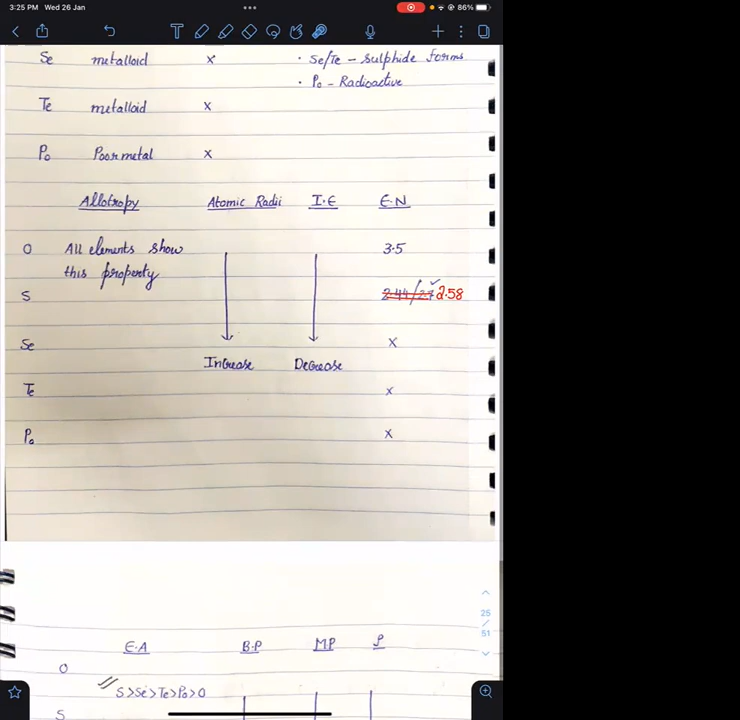 3:25 PM Wed 26 Jan
86%
Se metalloid x · Se/Te – Sulphide forms
· Po – Radioactive
Te metalloid x
Po Poor metal x
Allotropy Atomic Radii I.E E.N
O All elements show 3.5
this property
S 2.58
Se x
Increase Decrease
Te x
Po x
25
/
51
E.A B.P M.P
O
S>Se>Te>Po>O
S